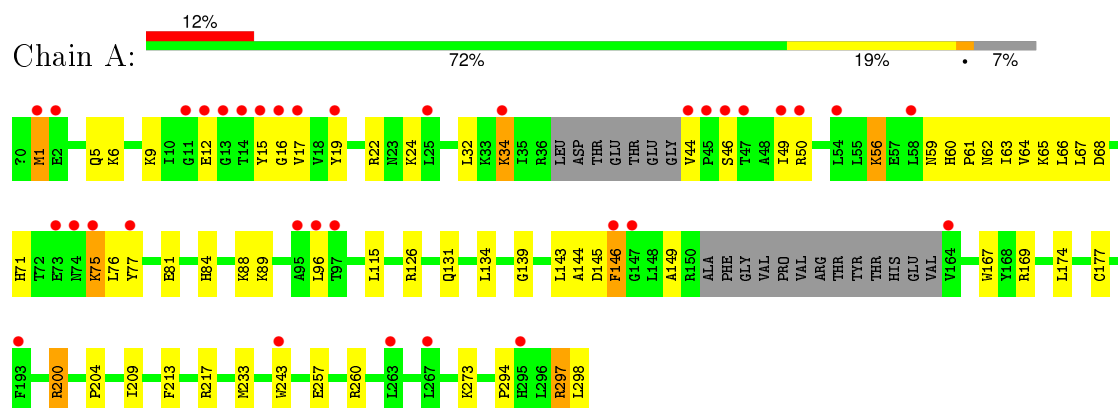 12%
Chain A:
72% 19% • 7%
?0 M1 E2 Q5 K6 K9 I10 G11 E12 G13 T14 Y15 G16 V17 V18 Y19 R22 N23 K24 L25 L32 K33 K34 I35 R36 LEU ASP THR GLU THR GLU GLY V44 P45 S46 T47 A48 I49 R50 L54 L55 K56 E57 L58 N59 H60 P61 N62 I63 V64 K65 L66 L67 D68
H71 T72 E73 N74 K75 L76 Y77 E81 H84 K88 K89 A95 L96 T97 L115 R126 Q131 L134 G139 L143 A144 D145 F146 G147 L148 A149 R150 ALA PHE GLY VAL PRO VAL ARG THR TYR THR HIS GLU VAL V164 W167 Y168 R169 L174 C177
F193 R200 P204 I209 F213 R217 M233 W243 E257 R260 L263 L267 K273 P294 H295 L296 R297 L298